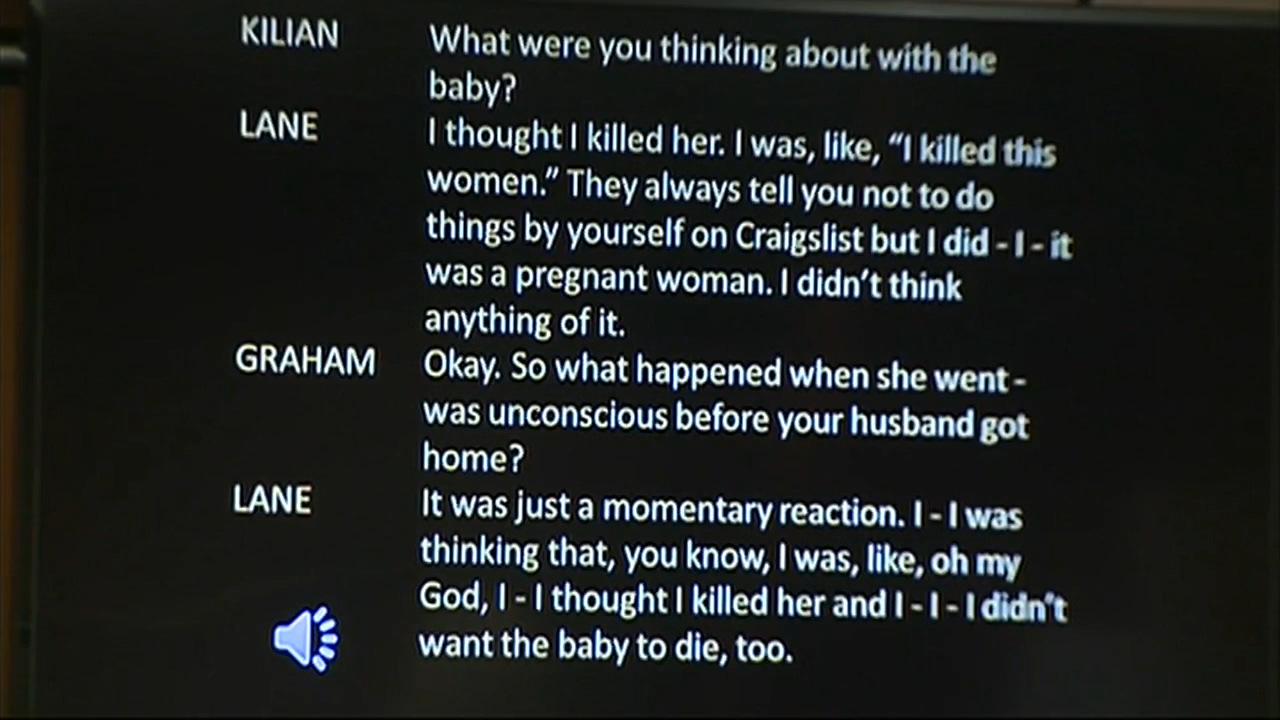 KILIAN What were you thinking about with the
baby?
LANE I thought I killed her. I was, like, “I killed this
women.” They always tell you not to do
things by yourself on Craigslist but I did - I - it
was a pregnant woman. I didn’t think
anything of it.
GRAHAM Okay. So what happened when she went -
was unconscious before your husband got
home?
LANE It was just a momentary reaction. I - I was
thinking that, you know, I was, like, oh my
God, I - I thought I killed her and I - I - I didn’t
want the baby to die, too.